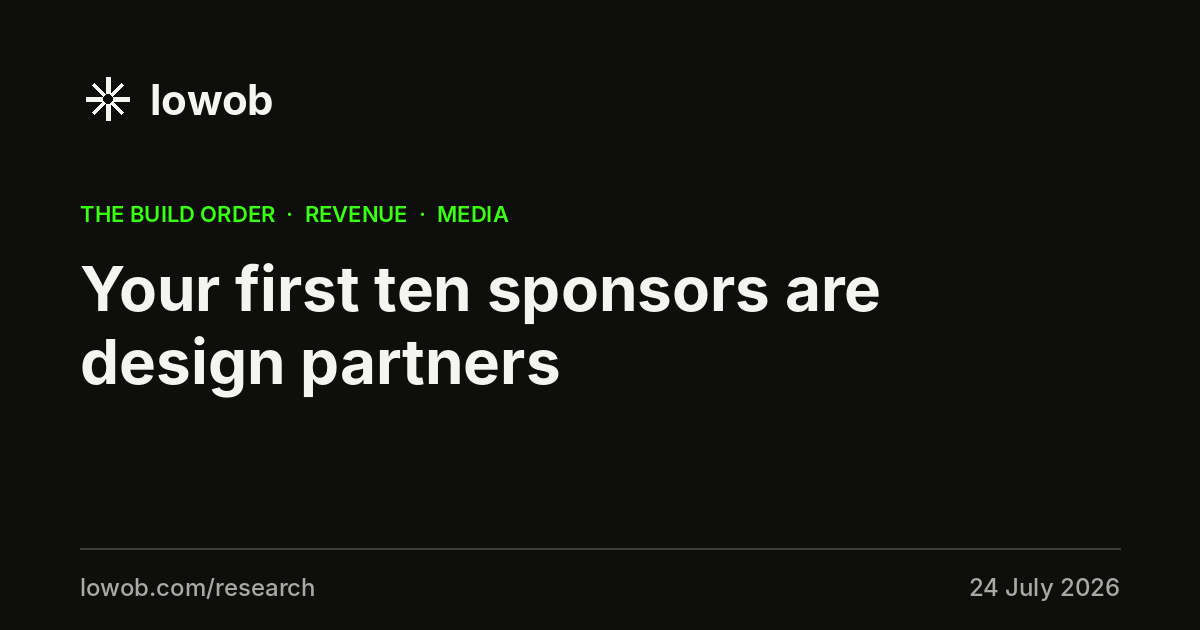 lowob
THE BUILD ORDER · REVENUE · MEDIA
Your first ten sponsors are
design partners
lowob.com/research
24 July 2026